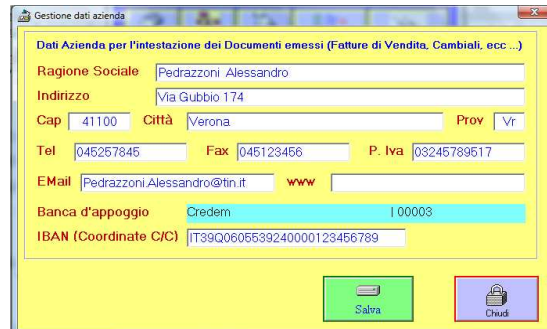 Gestione dati azienda
Dati Azienda per l'intestazione dei Documenti emessi (Fatture di Vendita, Cambiali, ecc ...)
Ragione Sociale Pedrazzoni Alessandro
Indirizzo Via Gubbio 174
Cap 41100 Città Verona Prov Vr
Tel 045257845 Fax 045123456 P. Iva 03245789517
EMail Pedrazzoni.Alessandro@tin.it www
Banca d'appoggio Credem | 00003
IBAN (Coordinate C/C) IT39Q0605539240000123456789
Salva Chiudi